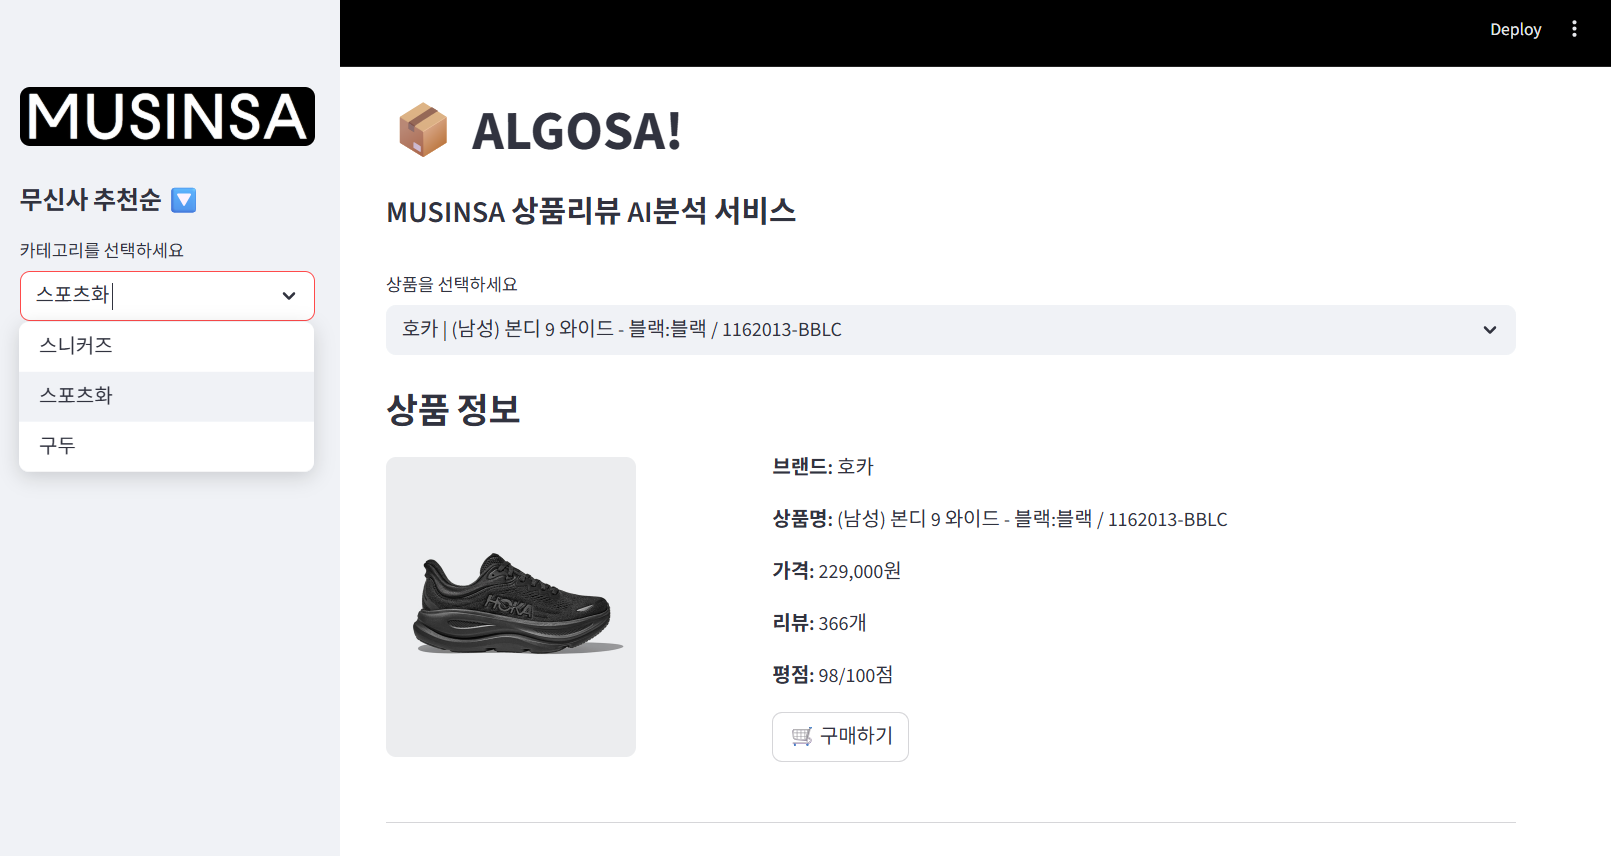 Deploy
MUSINSA
무신사 추천순
카테고리를 선택하세요
스포츠화
스니커즈
스포츠화
구두
ALGOSA!
MUSINSA 상품리뷰 AI분석 서비스
상품을 선택하세요
호카 | (남성) 본디 9 와이드 - 블랙:블랙 / 1162013-BBLC
상품 정보
HOKA
브랜드: 호카
상품명: (남성) 본디 9 와이드 - 블랙:블랙 / 1162013-BBLC
가격: 229,000원
리뷰: 366개
평점: 98/100점
구매하기